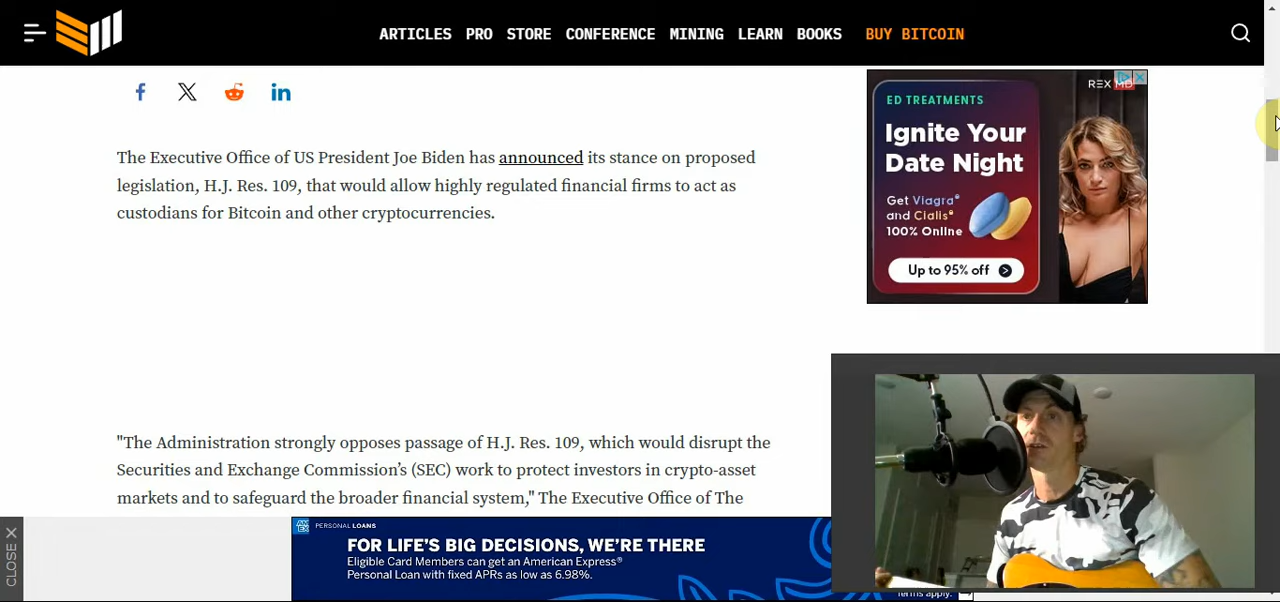 ARTICLES PRO STORE CONFERENCE MINING LEARN BOOKS BUY BITCOIN
The Executive Office of US President Joe Biden has announced its stance on proposed
legislation, H.J. Res. 109, that would allow highly regulated financial firms to act as
custodians for Bitcoin and other cryptocurrencies.
REX MD
ED TREATMENTS
Ignite Your
Date Night
Get Viagra®
and Cialis®
100% Online
Up to 95% off
"The Administration strongly opposes passage of H.J. Res. 109, which would disrupt the
Securities and Exchange Commission's (SEC) work to protect investors in crypto-asset
markets and to safeguard the broader financial system," The Executive Office of The
CLOSE
PERSONAL LOANS
FOR LIFE'S BIG DECISIONS, WE'RE THERE
Eligible Card Members can get an American Express®
Personal Loan with fixed APRs as low as 6.98%.
Terms apply.